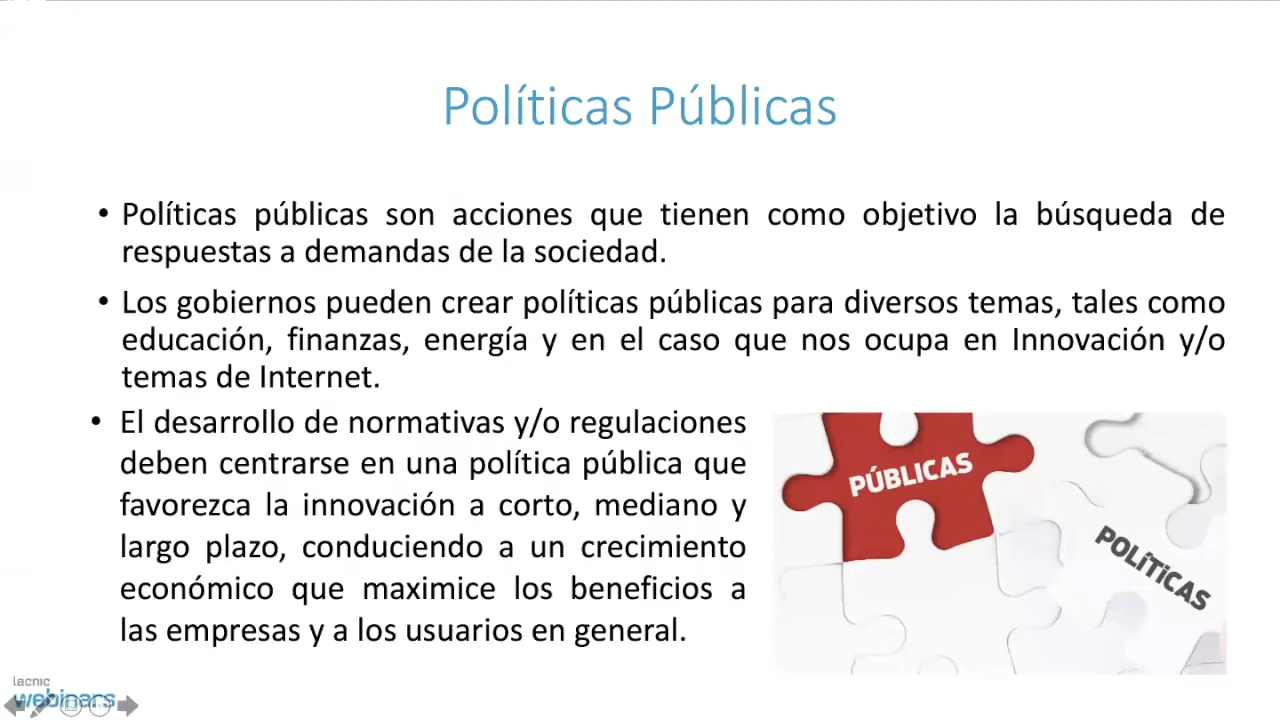 Políticas Públicas
• Políticas públicas son acciones que tienen como objetivo la búsqueda de
respuestas a demandas de la sociedad.
• Los gobiernos pueden crear políticas públicas para diversos temas, tales como
educación, finanzas, energía y en el caso que nos ocupa en Innovación y/o
temas de Internet.
• El desarrollo de normativas y/o regulaciones
deben centrarse en una política pública que
favorezca la innovación a corto, mediano y
largo plazo, conduciendo a un crecimiento
económico que maximice los beneficios a
las empresas y a los usuarios en general.
PÚBLICAS
POLÍTICAS
lacnic
webinars